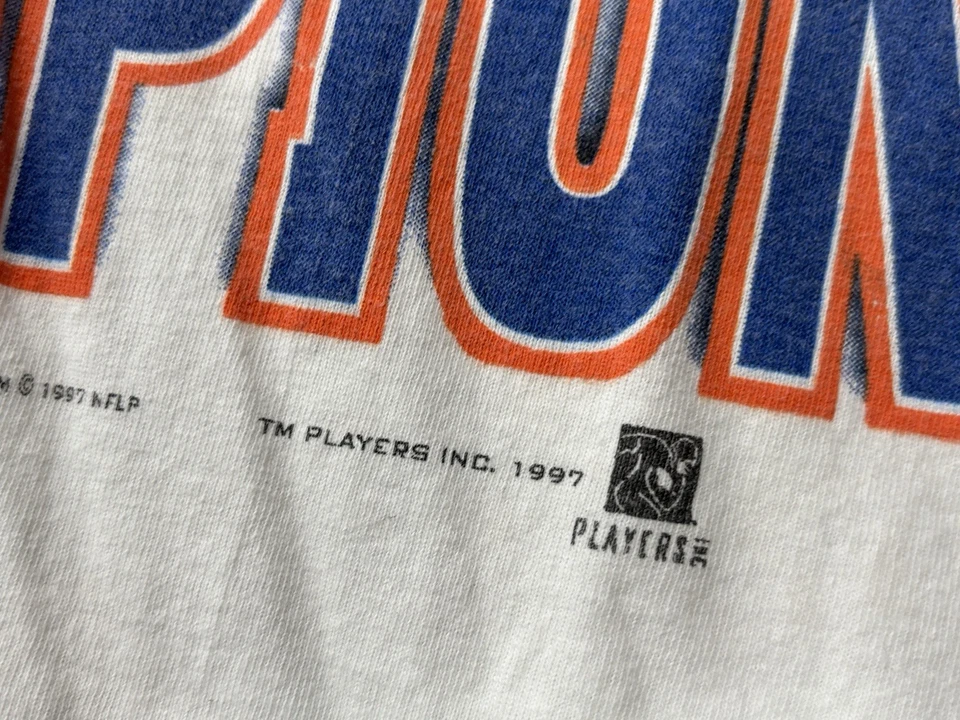 PION
M © 1997 NFLP
TM PLAYERS INC. 1997
PLAYERS INC